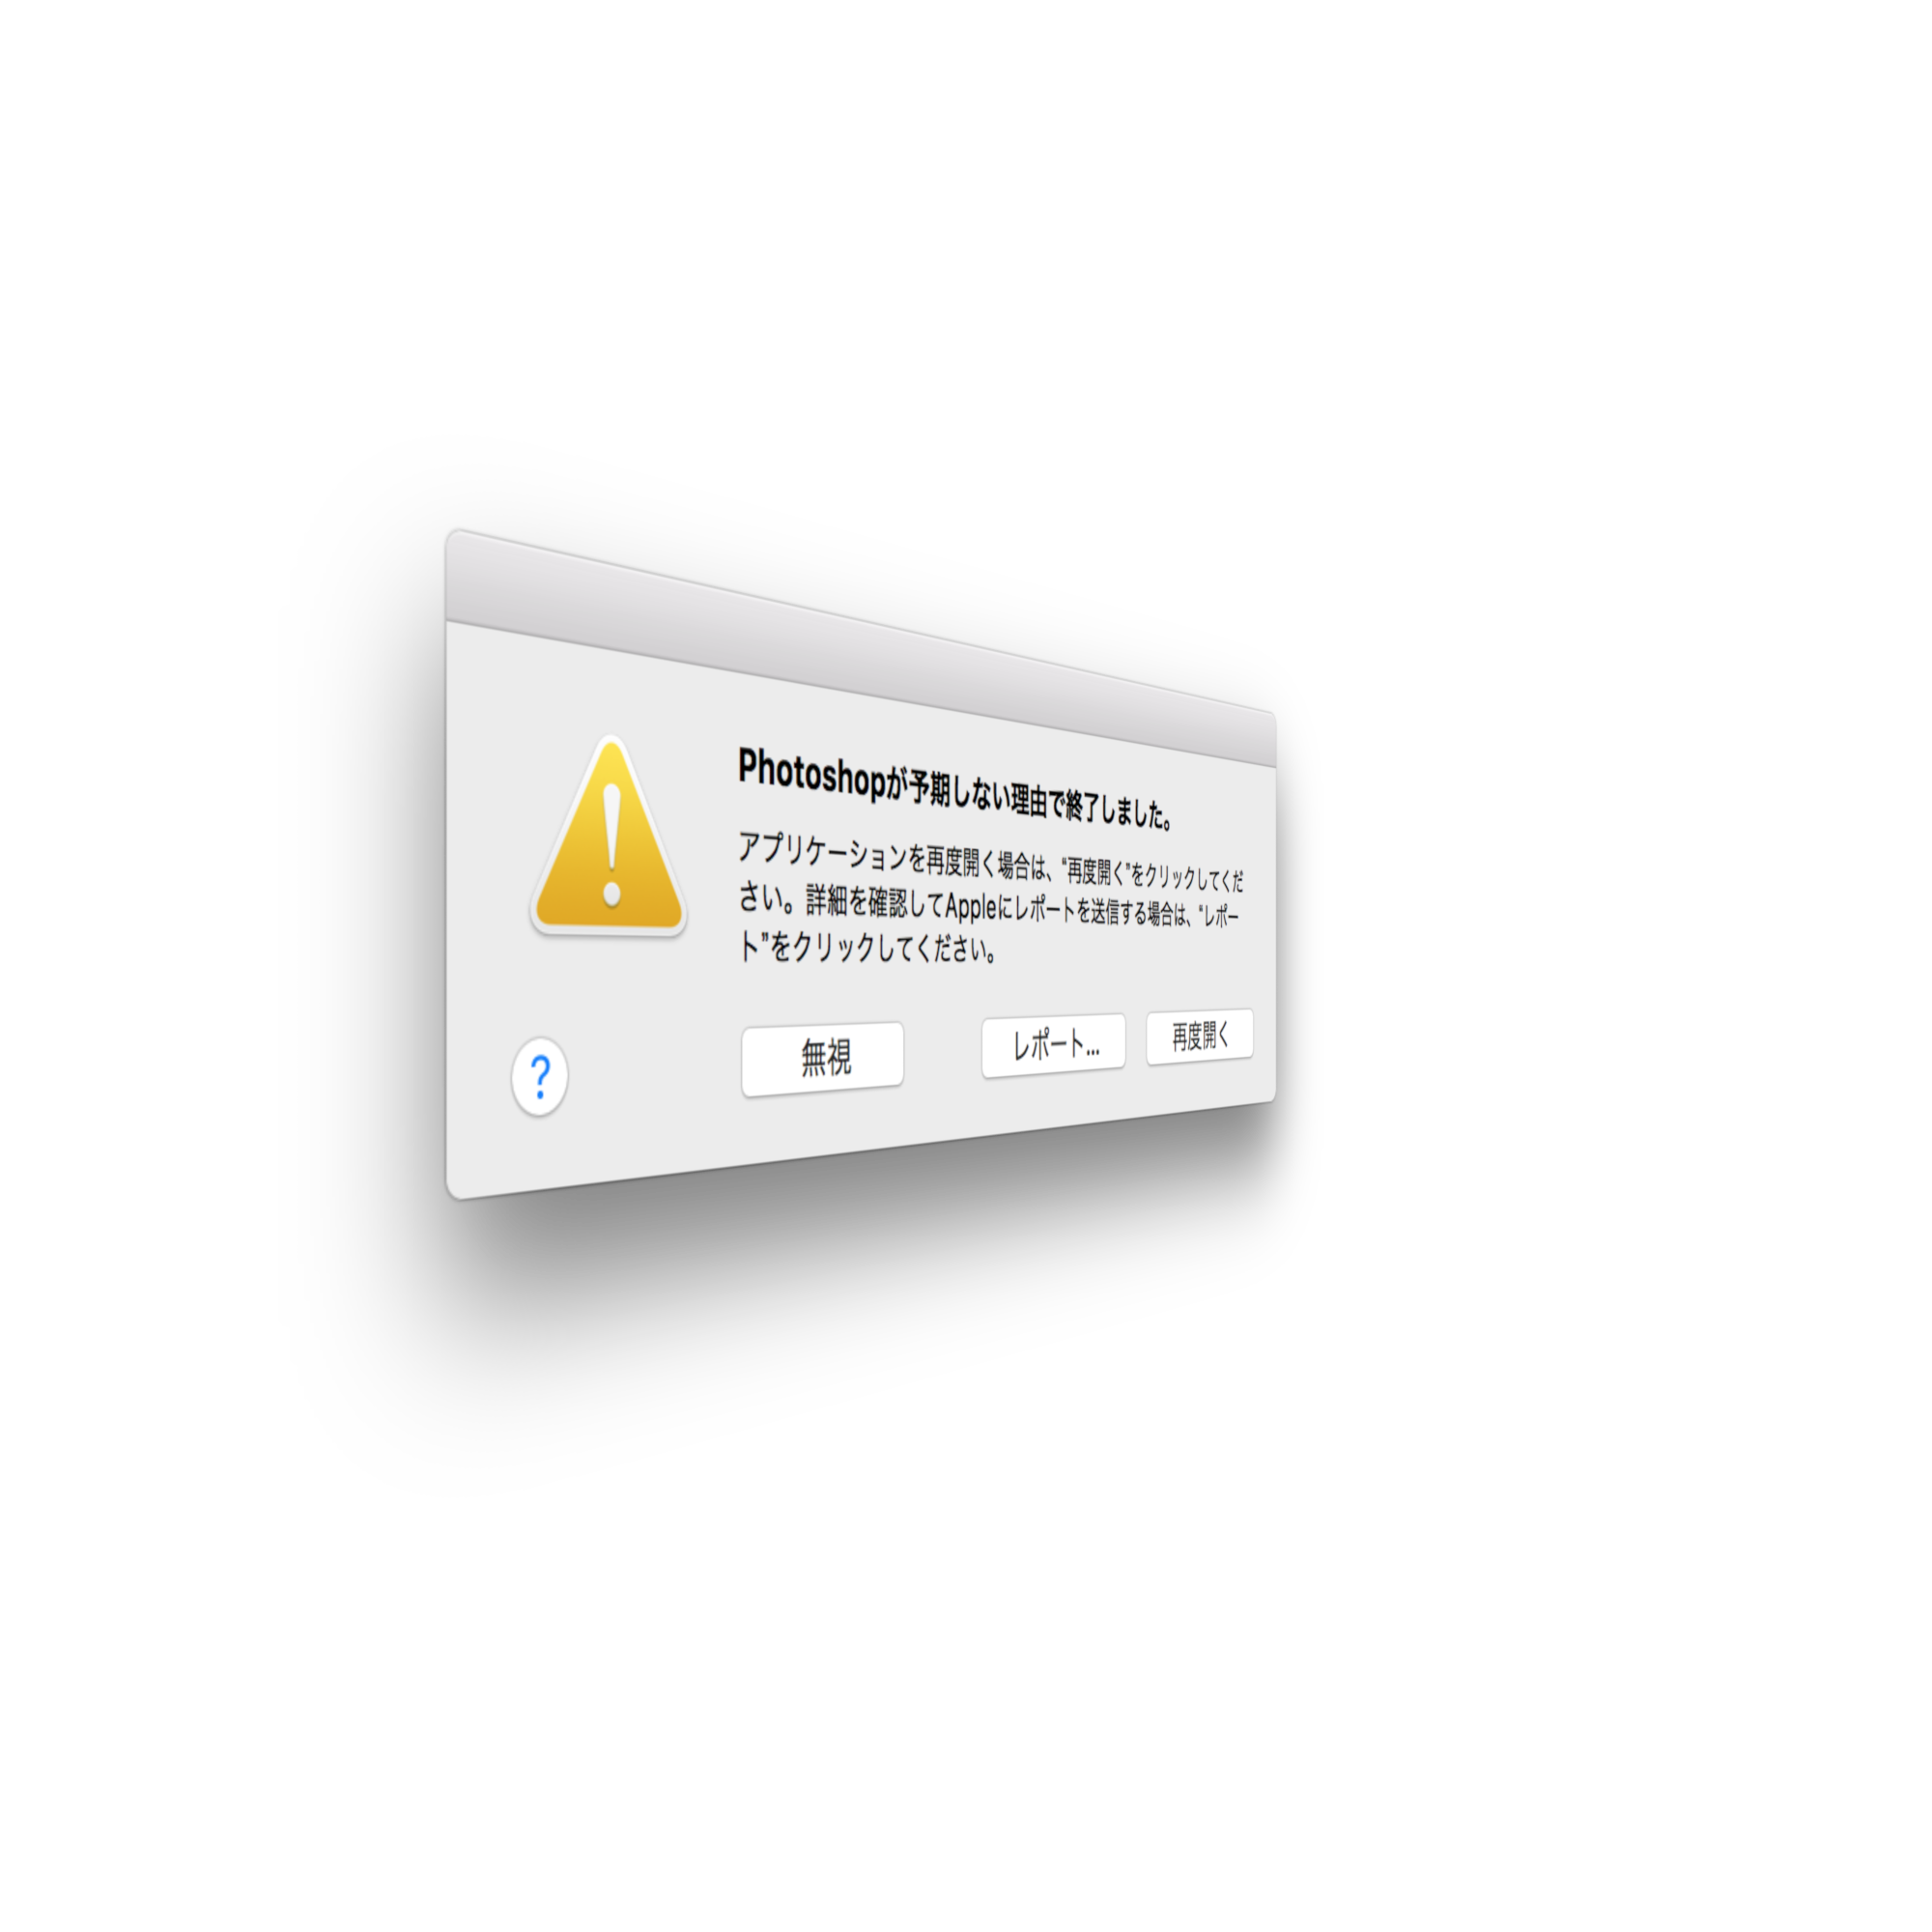 Photoshopが予期しない理由で終了しました。
アプリケーションを再度開く場合は、“再度開く”をクリックしてくだ
さい。詳細を確認してAppleにレポートを送信する場合は、“レポー
ト”をクリックしてください。
?
無視
レポート...
再度開く